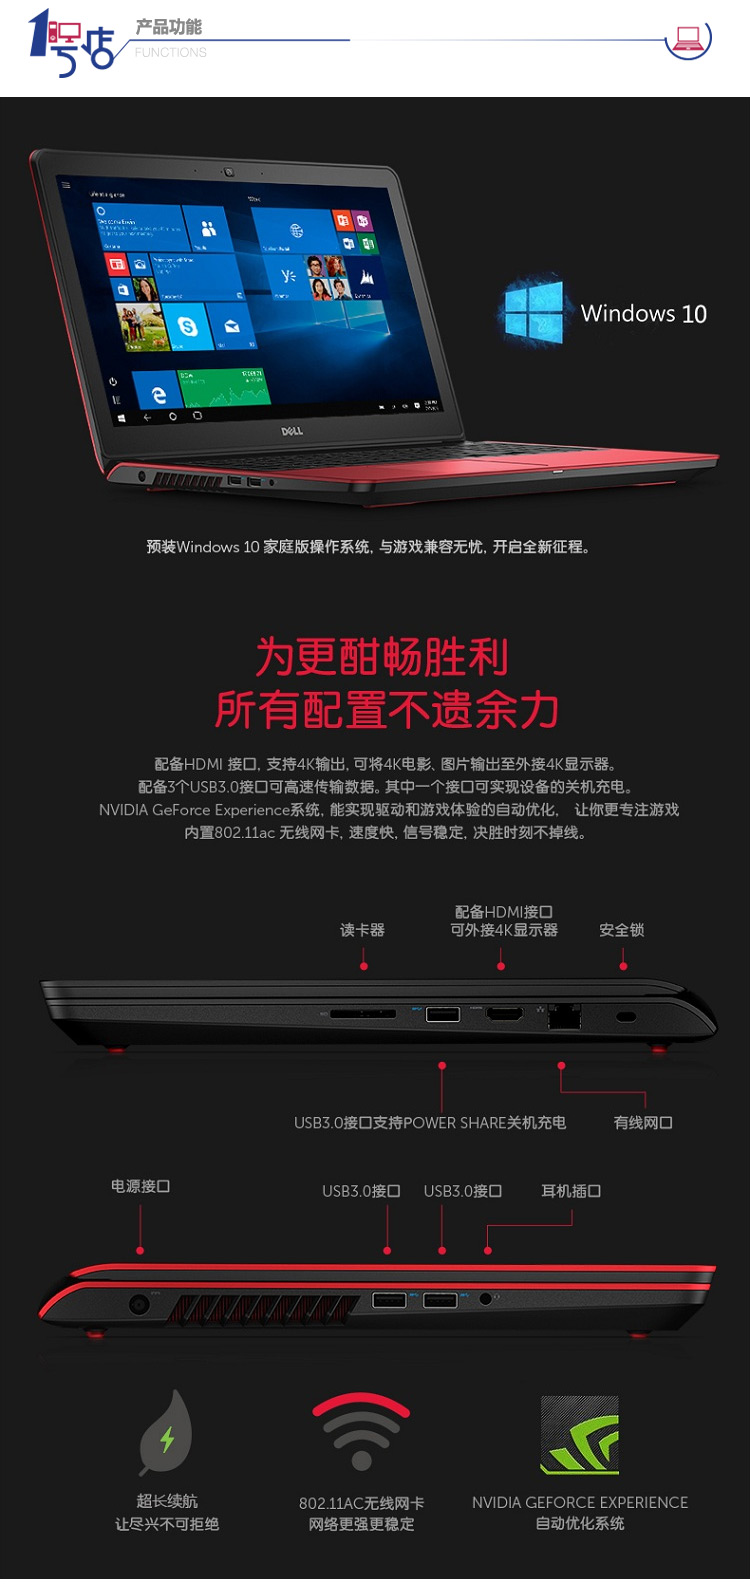 1号店
产品功能
FUNCTIONS
DELL
Windows 10
预装Windows 10 家庭版操作系统, 与游戏兼容无忧, 开启全新征程。
为更酣畅胜利
所有配置不遗余力
配备HDMI 接口, 支持4K输出, 可将4K电影、图片输出至外接4K显示器。
配备3个USB3.0接口可高速传输数据。其中一个接口可实现设备的关机充电。
NVIDIA GeForce Experience系统, 能实现驱动和游戏体验的自动优化, 让你更专注游戏
内置802.11ac 无线网卡, 速度快, 信号稳定, 决胜时刻不掉线。
读卡器
配备HDMI接口
可外接4K显示器
安全锁
USB3.0接口支持POWER SHARE关机充电
有线网口
电源接口
USB3.0接口
USB3.0接口
耳机插口
超长续航
让尽兴不可拒绝
802.11AC无线网卡
网络更强更稳定
NVIDIA GEFORCE EXPERIENCE
自动优化系统